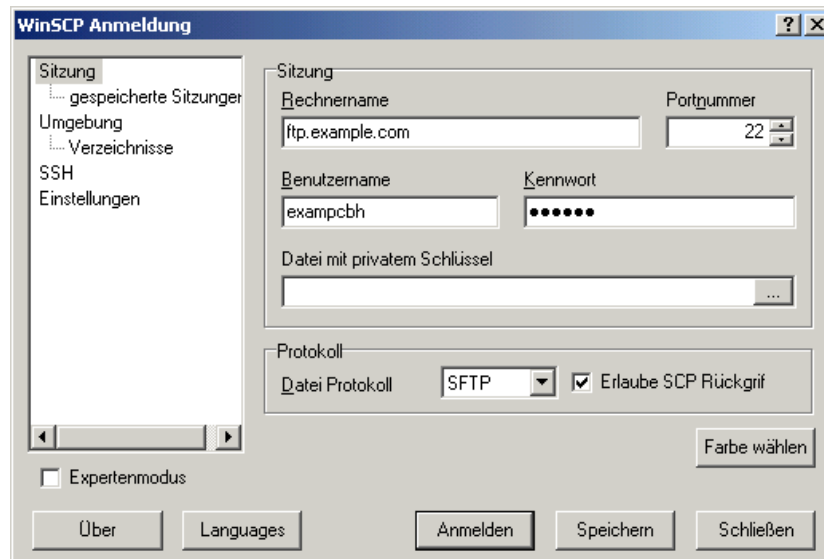 WinSCP Anmeldung
Sitzung
gespeicherte Sitzunger
Umgebung
Verzeichnisse
SSH
Einstellungen
Sitzung
Rechnername Portnummer
ftp.example.com 22
Benutzername Kennwort
exampcbh ●●●●●●
Datei mit privatem Schlüssel
...
Protokoll
Datei Protokoll SFTP Erlaube SCP Rückgrif
Farbe wählen
Expertenmodus
Über Languages Anmelden Speichern Schließen